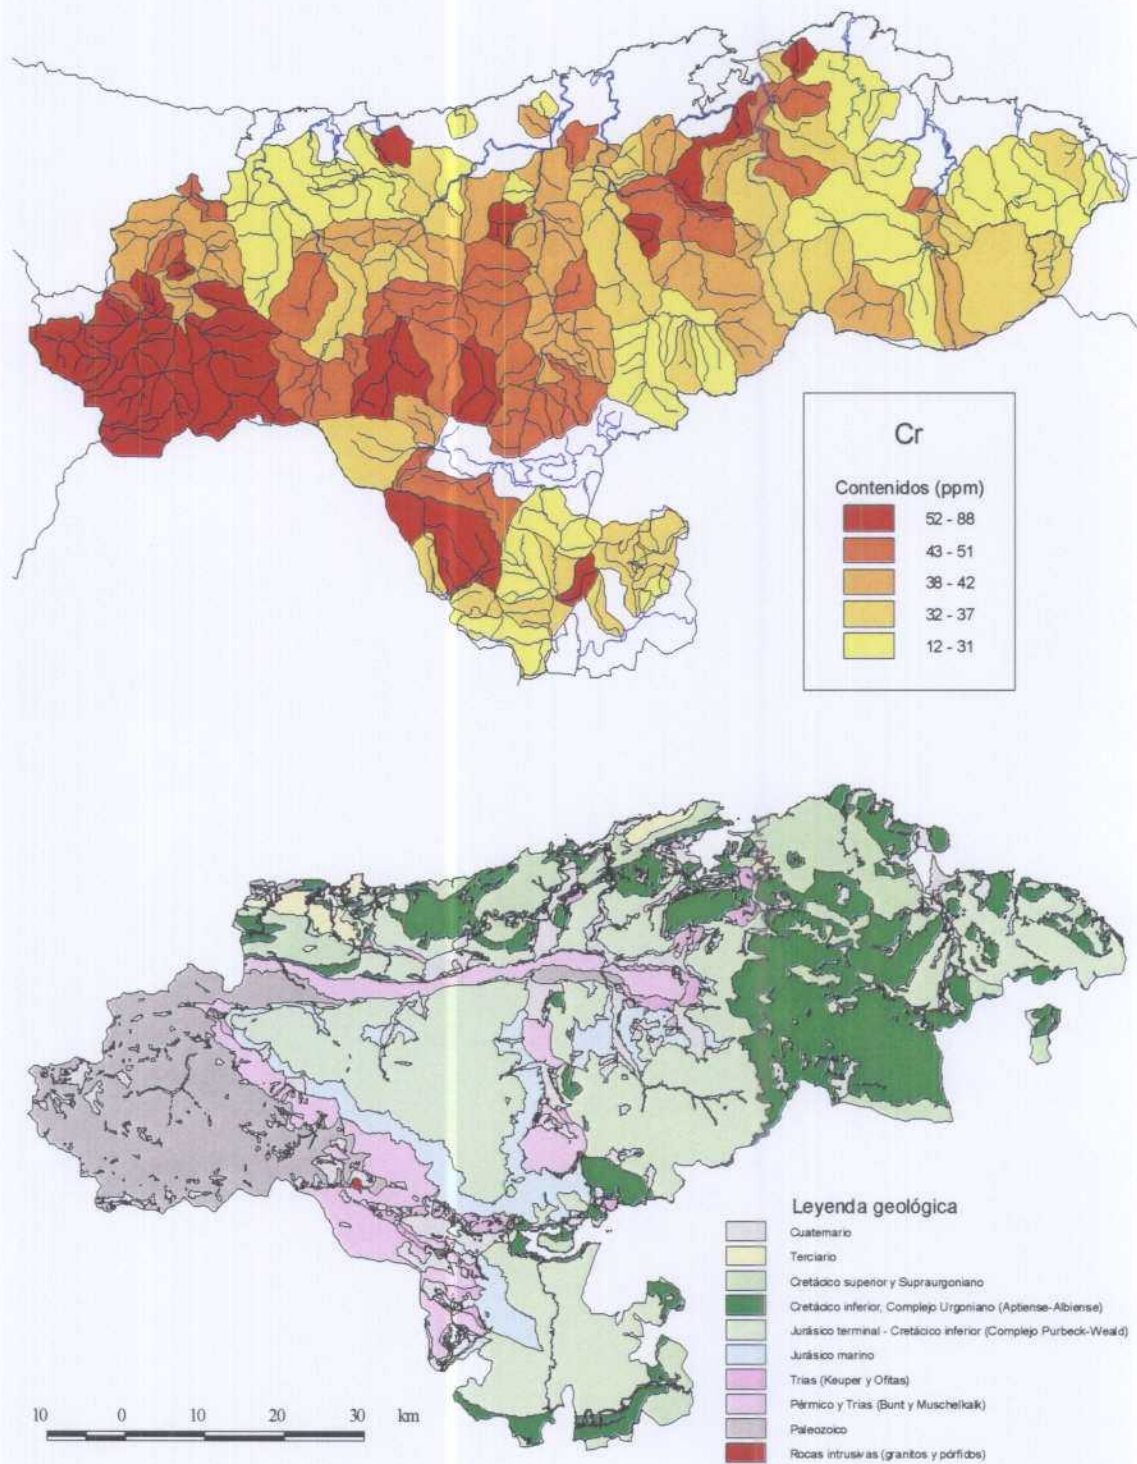 Cr
Contenidos (ppm)
52 - 88
43 - 51
38 - 42
32 - 37
12 - 31
Leyenda geológica
Cuaternario
Terciario
Cretácico superior y Supraurgoniano
Cretácico inferior, Complejo Urgoniano (Aptiense-Albiense)
Jurásico terminal - Cretácico inferior (Complejo Purbeck-Weald)
Jurásico marino
Trias (Keuper y Ofitas)
Pérmico y Trias (Bunt y Muschelkalk)
Paleozoico
Rocas intrusivas (granitos y pórfidos)
10 0 10 20 30 km